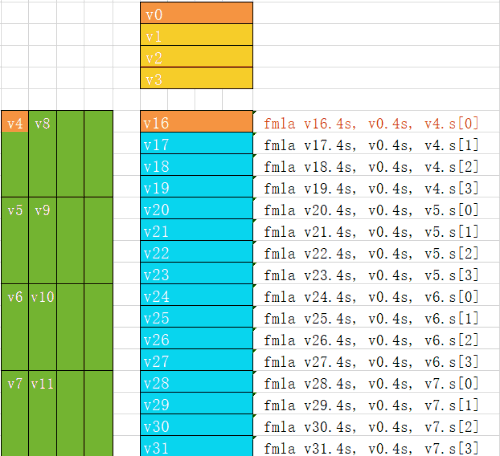 v0
v1
v2
v3
v4 v8 v16 fmla v16.4s, v0.4s, v4.s[0]
v17 fmla v17.4s, v0.4s, v4.s[1]
v18 fmla v18.4s, v0.4s, v4.s[2]
v19 fmla v19.4s, v0.4s, v4.s[3]
v5 v9 v20 fmla v20.4s, v0.4s, v5.s[0]
v21 fmla v21.4s, v0.4s, v5.s[1]
v22 fmla v22.4s, v0.4s, v5.s[2]
v23 fmla v23.4s, v0.4s, v5.s[3]
v6 v10 v24 fmla v24.4s, v0.4s, v6.s[0]
v25 fmla v25.4s, v0.4s, v6.s[1]
v26 fmla v26.4s, v0.4s, v6.s[2]
v27 fmla v27.4s, v0.4s, v6.s[3]
v7 v11 v28 fmla v28.4s, v0.4s, v7.s[0]
v29 fmla v29.4s, v0.4s, v7.s[1]
v30 fmla v30.4s, v0.4s, v7.s[2]
v31 fmla v31.4s, v0.4s, v7.s[3]